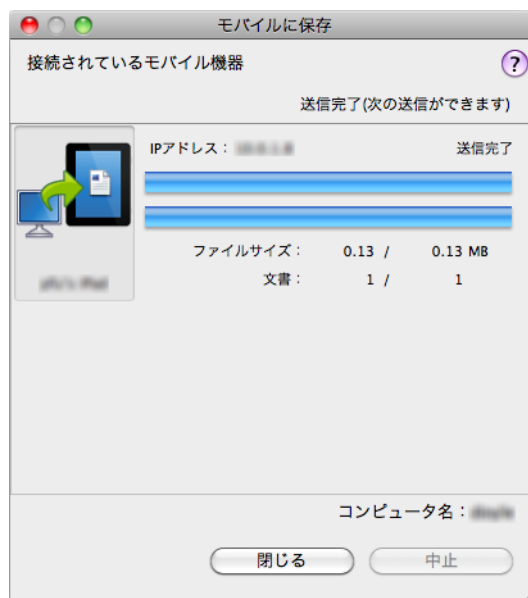 モバイルに保存
接続されているモバイル機器
?
送信完了(次の送信ができます)
IPアドレス： 送信完了
ファイルサイズ： 0.13 / 0.13 MB
文書： 1 / 1
コンピュータ名：
閉じる 中止